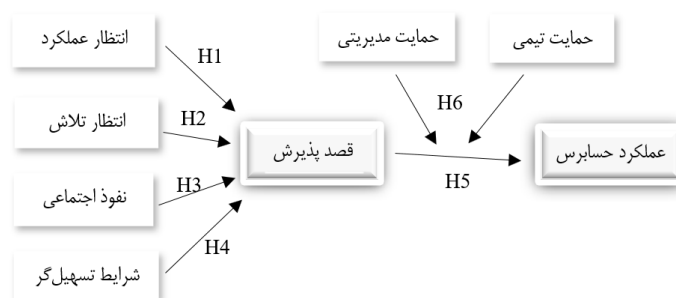 انتظار عملکرد
حمایت مدیریتی
حمایت تیمی
H1
H6
انتظار تلاش
H2
قصد پذیرش
عملکرد حسابرس
H5
نفوذ اجتماعی
H3
H4
شرایط تسهیل‌گر